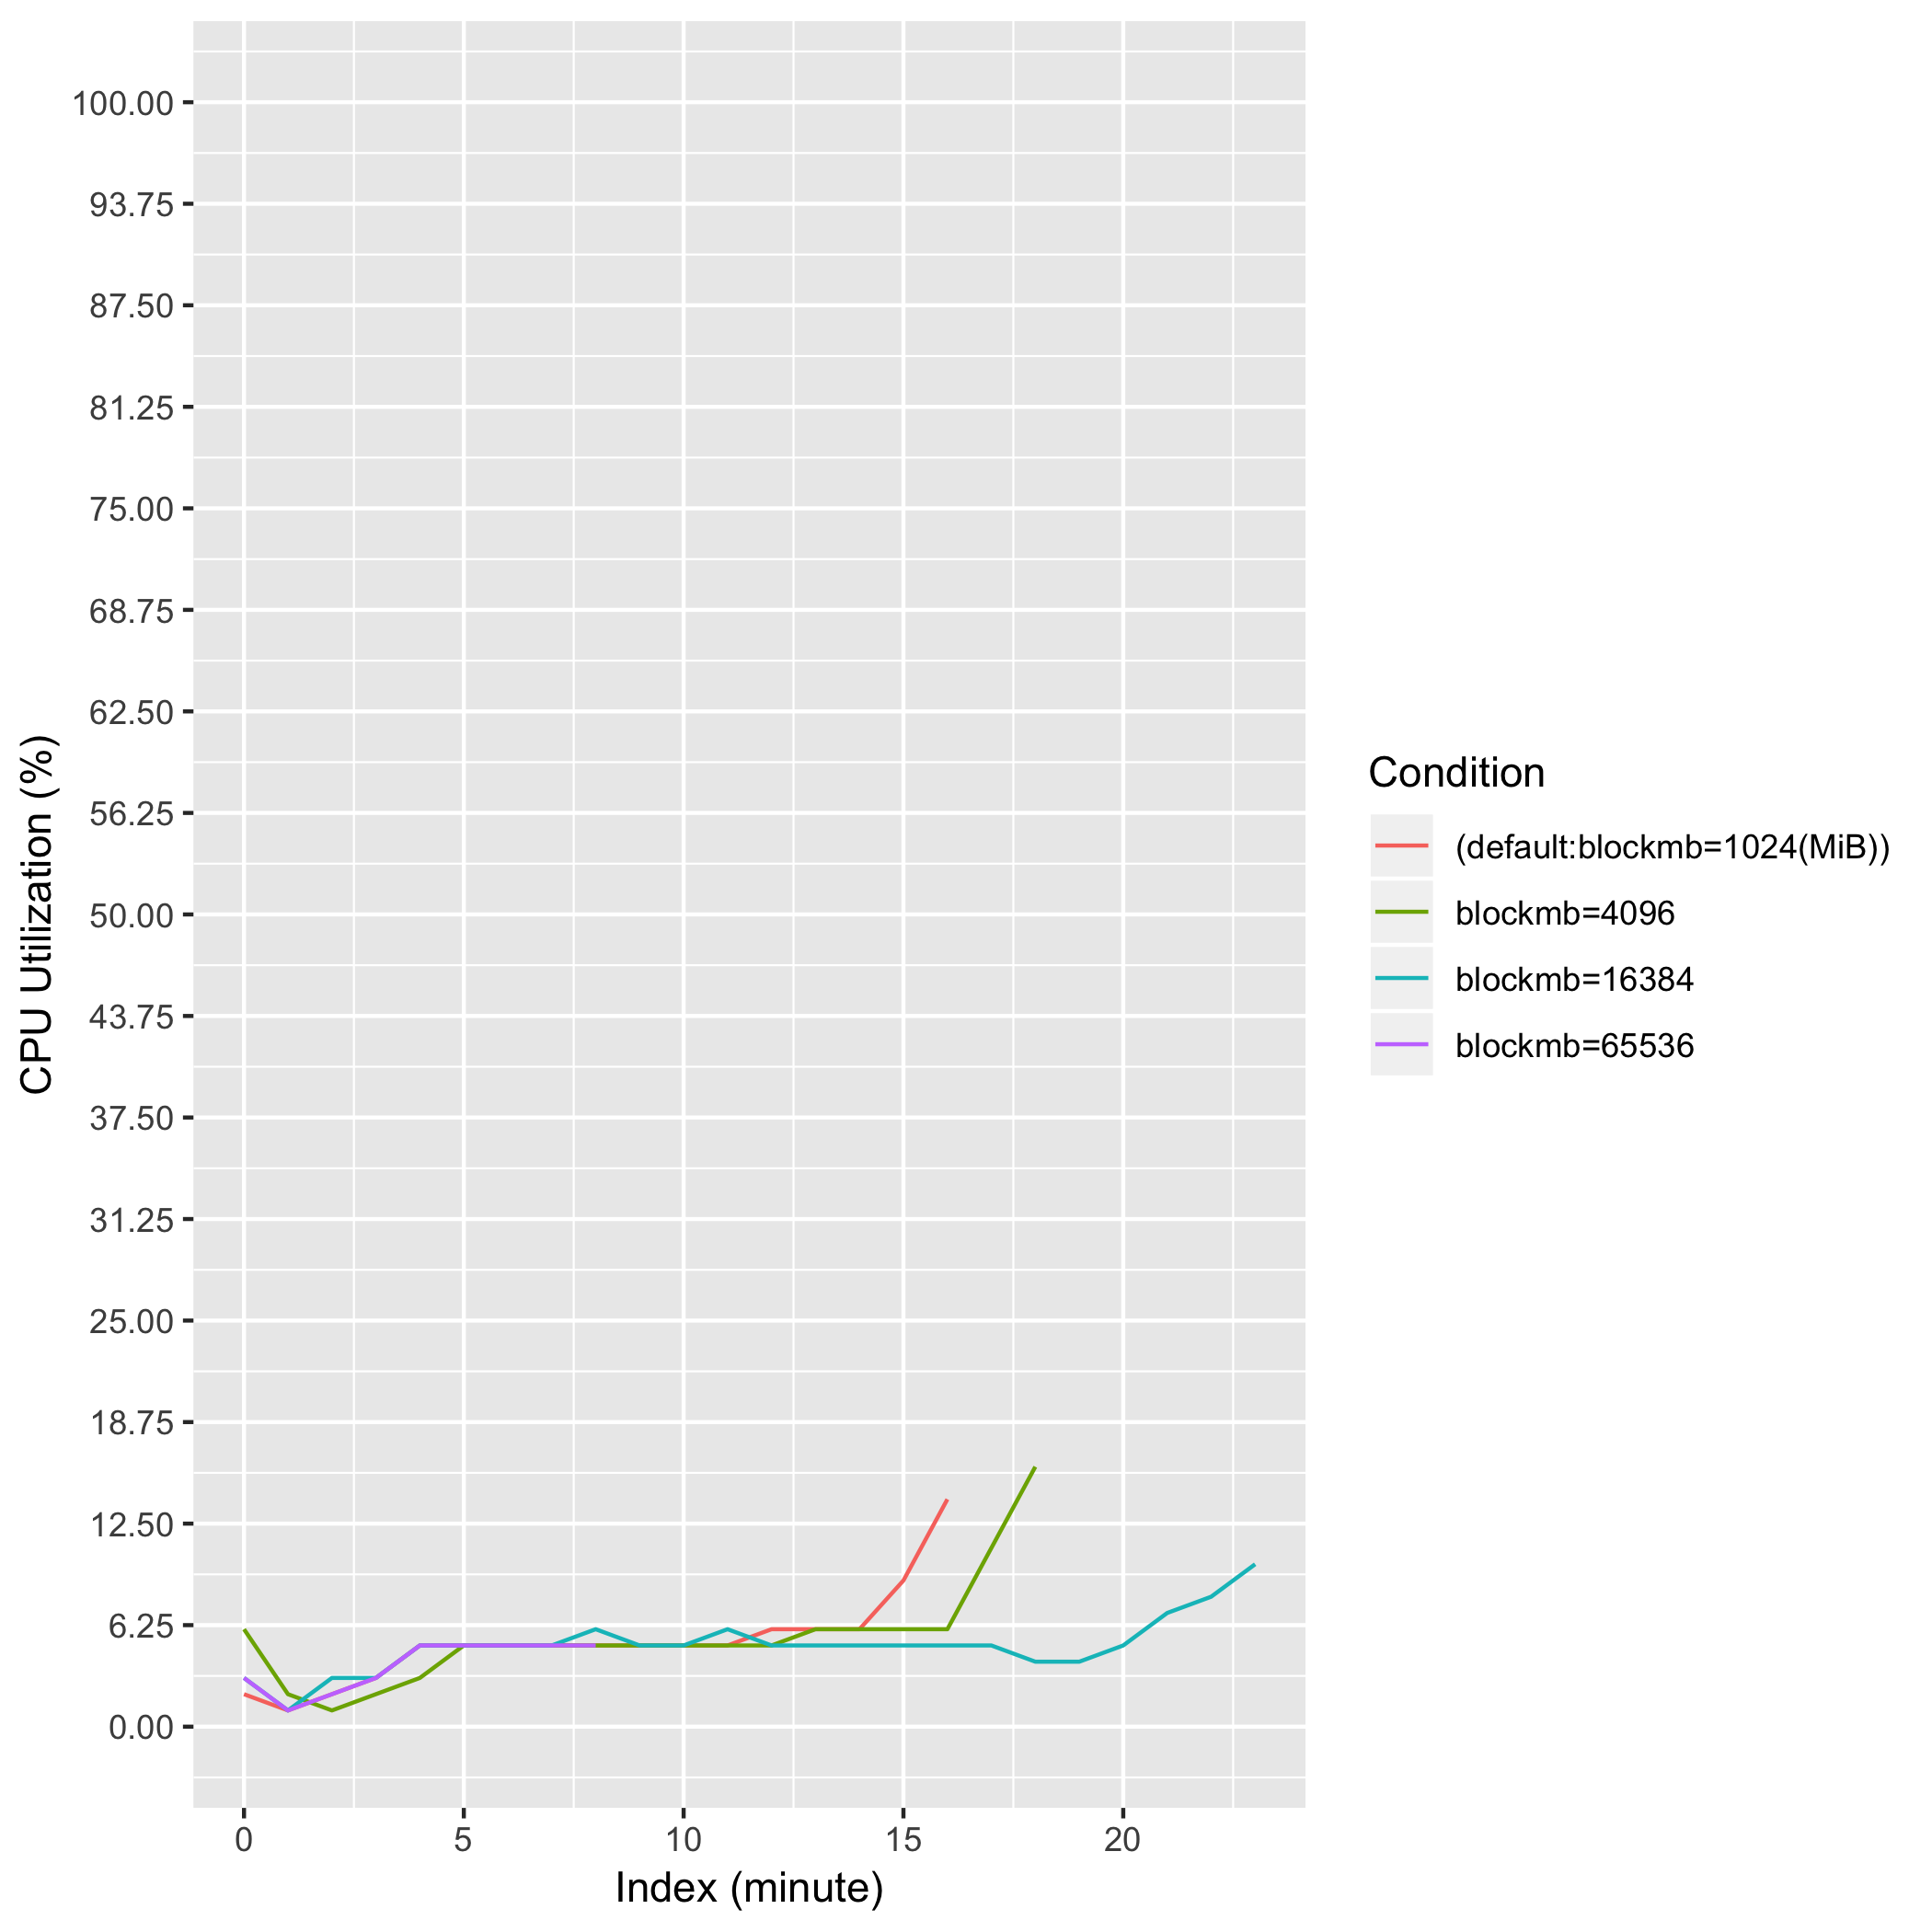 100.00
93.75
87.50
81.25
75.00
68.75
62.50
56.25
50.00
43.75
37.50
31.25
25.00
18.75
12.50
6.25
0.00
CPU Utilization (%)
0 5 10 15 20
Index (minute)
Condition
(default:blockmb=1024(MiB))
blockmb=4096
blockmb=16384
blockmb=65536